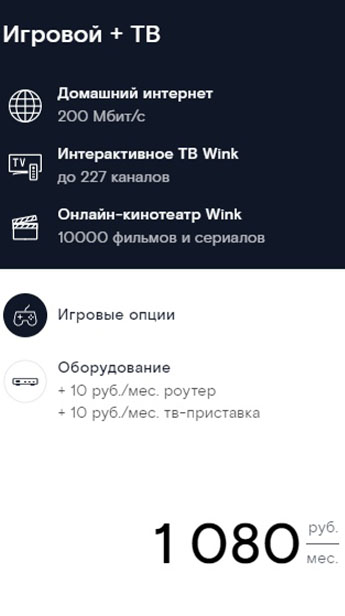 Игровой + ТВ
Домашний интернет
200 Мбит/с
TV
Интерактивное ТВ Wink
до 227 каналов
Онлайн-кинотеатр Wink
10000 фильмов и сериалов
Игровые опции
Оборудование
+ 10 руб./мес. роутер
+ 10 руб./мес. тв-приставка
1 080 руб.
мес.